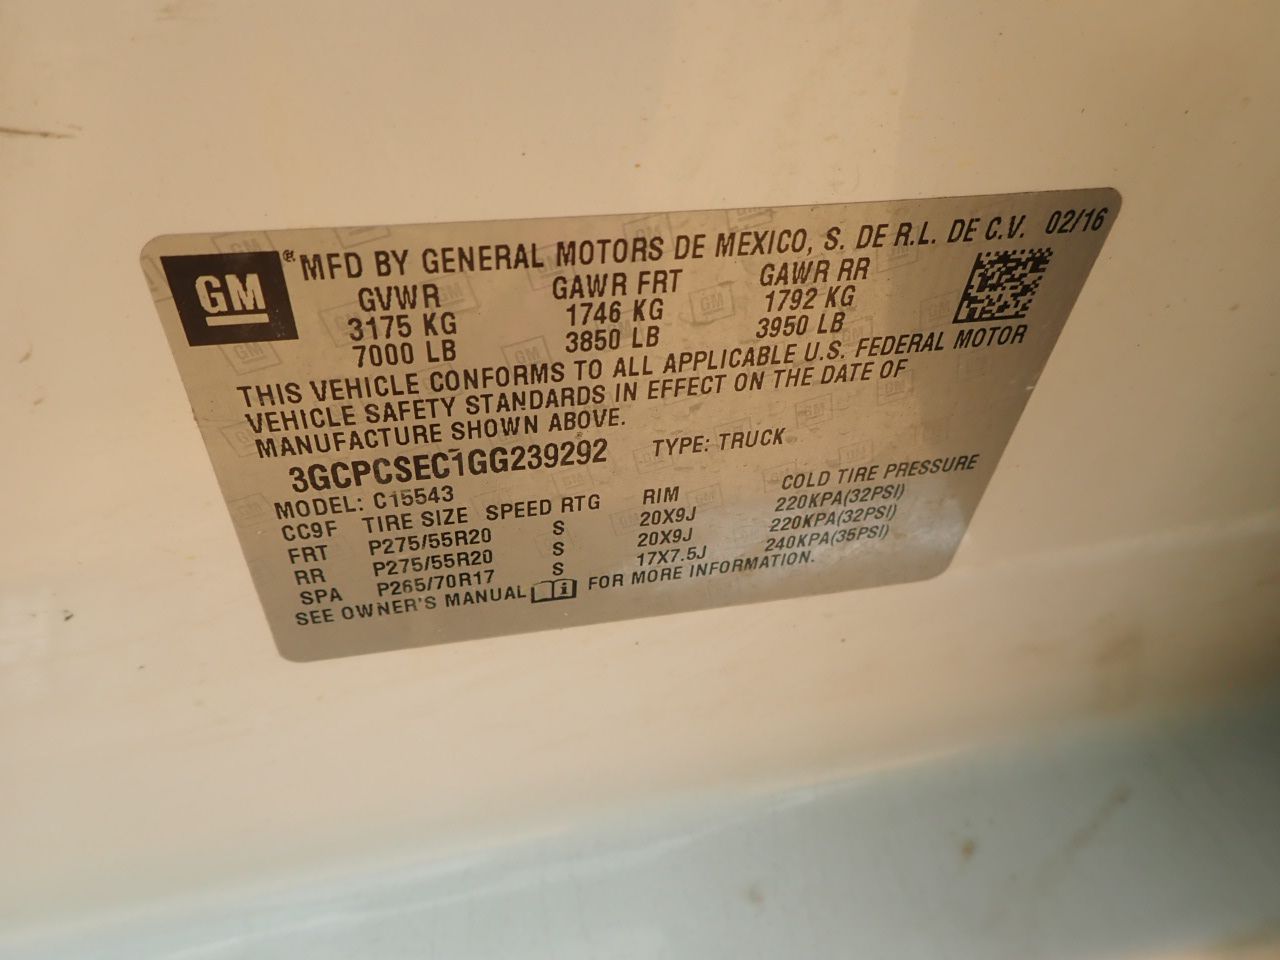 GM ® MFD BY GENERAL MOTORS DE MEXICO, S. DE R.L. DE C.V. 02/16
GVWR GAWR FRT GAWR RR
3175 KG 1746 KG 1792 KG
7000 LB 3850 LB 3950 LB
THIS VEHICLE CONFORMS TO ALL APPLICABLE U.S. FEDERAL MOTOR
VEHICLE SAFETY STANDARDS IN EFFECT ON THE DATE OF
MANUFACTURE SHOWN ABOVE.
3GCPCSEC1GG239292 TYPE: TRUCK
MODEL: C15543
CC9F TIRE SIZE SPEED RTG RIM COLD TIRE PRESSURE
FRT P275/55R20 S 20X9J 220KPA(32PSI)
RR P275/55R20 S 20X9J 220KPA(32PSI)
SPA P265/70R17 S 17X7.5J 240KPA(35PSI)
SEE OWNER'S MANUAL i FOR MORE INFORMATION.